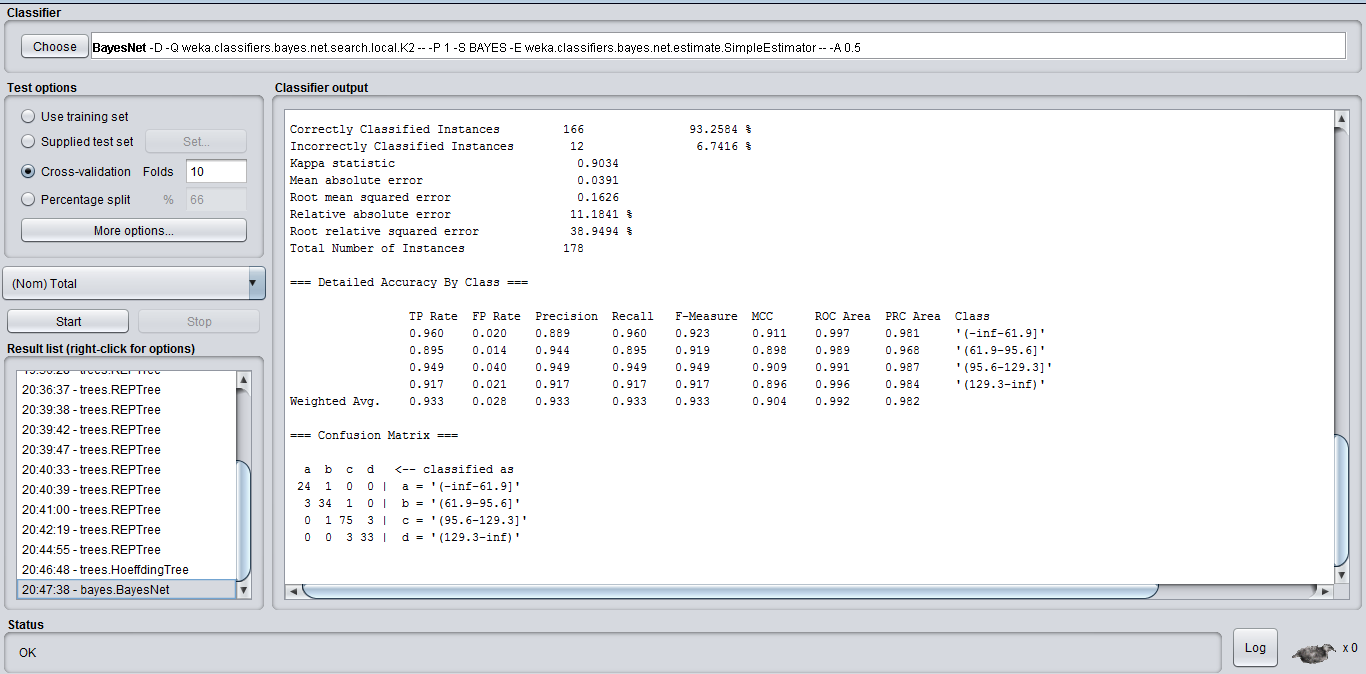 Classifier
Choose BayesNet -D -Q weka.classifiers.bayes.net.search.local.K2 -- -P 1 -S BAYES -E weka.classifiers.bayes.net.estimate.SimpleEstimator -- -A 0.5
Test options
Use training set
Supplied test set Set...
Cross-validation Folds 10
Percentage split % 66
More options...
(Nom) Total
Start Stop
Result list (right-click for options)
20:36:37 - trees.REPTree
20:39:38 - trees.REPTree
20:39:42 - trees.REPTree
20:39:47 - trees.REPTree
20:40:33 - trees.REPTree
20:40:39 - trees.REPTree
20:41:00 - trees.REPTree
20:42:19 - trees.REPTree
20:44:55 - trees.REPTree
20:46:48 - trees.HoeffdingTree
20:47:38 - bayes.BayesNet
Classifier output
Correctly Classified Instances 166 93.2584 %
Incorrectly Classified Instances 12 6.7416 %
Kappa statistic 0.9034
Mean absolute error 0.0391
Root mean squared error 0.1626
Relative absolute error 11.1841 %
Root relative squared error 38.9494 %
Total Number of Instances 178
=== Detailed Accuracy By Class ===
TP Rate FP Rate Precision Recall F-Measure MCC ROC Area PRC Area Class
0.960 0.020 0.889 0.960 0.923 0.911 0.997 0.981 '(-inf-61.9]'
0.895 0.014 0.944 0.895 0.919 0.898 0.989 0.968 '(61.9-95.6]'
0.949 0.040 0.949 0.949 0.949 0.909 0.991 0.987 '(95.6-129.3]'
0.917 0.021 0.917 0.917 0.917 0.896 0.996 0.984 '(129.3-inf)'
Weighted Avg. 0.933 0.028 0.933 0.933 0.933 0.904 0.992 0.982
=== Confusion Matrix ===
a b c d <-- classified as
24 1 0 0 | a = '(-inf-61.9]'
3 34 1 0 | b = '(61.9-95.6]'
0 1 75 3 | c = '(95.6-129.3]'
0 0 3 33 | d = '(129.3-inf)'
Status
OK
Log
x 0